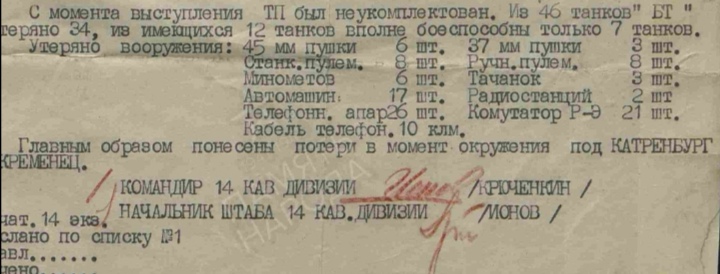 С момента выступления ТП был неукомплектован. Из 46 танков" БТ "
теряно 34, из имеющихся 12 танков вполне боеспособны только 7 танков.
Утеряно вооружения: 45 мм пушки 6 шт. 37 мм пушки 3 шт.
Станк.пулем. 8 шт. Ручн.пулем. 8 шт.
Минометов 6 шт. Тачанок 3 шт.
Автомашин 17 шт. Радиостанций 2 шт
Телефонн. апар26 шт. Комутатор Р-Э 21 шт.
Кабель телефон. 10 клм.
Главным образом понесены потери в момент окружения под КАТРЕНБУРГ
КРЕМЕНЕЦ.
КОМАНДИР 14 КАВ ДИВИЗИИ /КРЮЧЕНКИН /
НАЧАЛЬНИК ШТАБА 14 КАВ.ДИВИЗИИ /МОНОВ /
чат. 14 экз.
слано по списку №1
авл.......
чено......